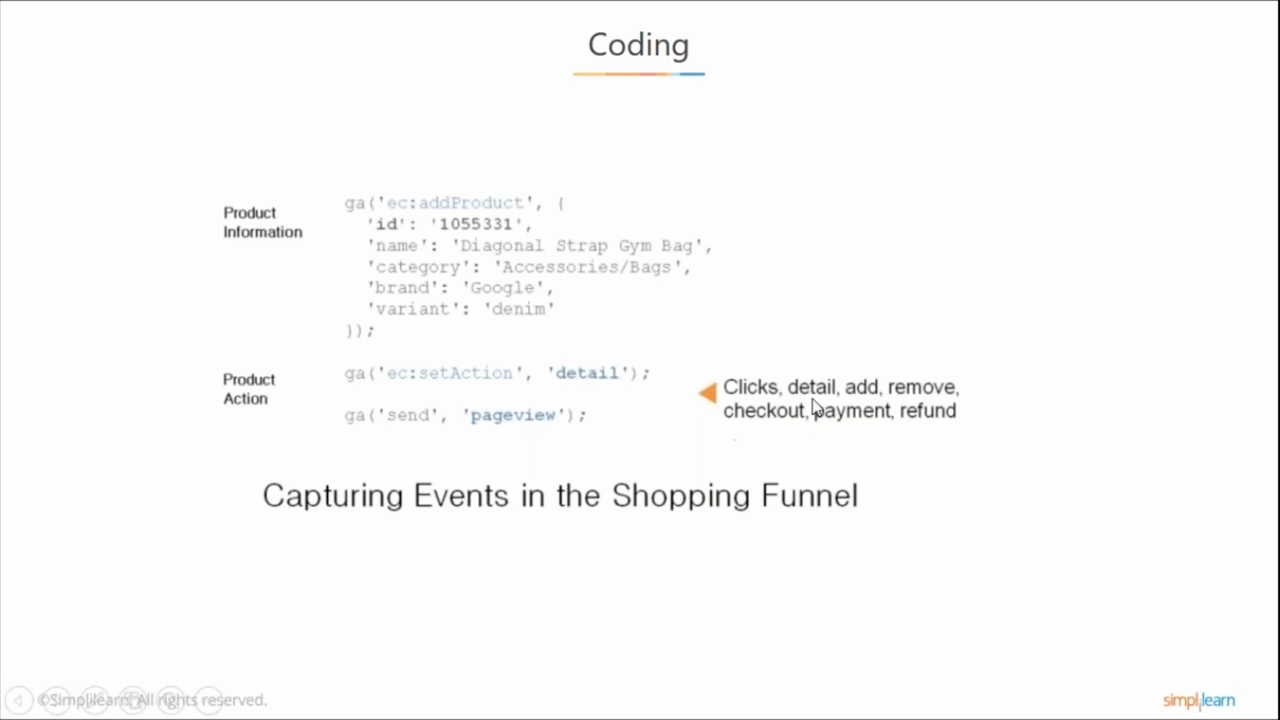 Coding
Product
Information
ga('ec:addProduct', {
'id': '1055331',
'name': 'Diagonal Strap Gym Bag',
'category': 'Accessories/Bags',
'brand': 'Google',
'variant': 'denim'
});
Product
Action
ga('ec:setAction', 'detail');
ga('send', 'pageview');
Clicks, detail, add, remove,
checkout, payment, refund
Capturing Events in the Shopping Funnel
©Simplilearn. All rights reserved.
simplilearn